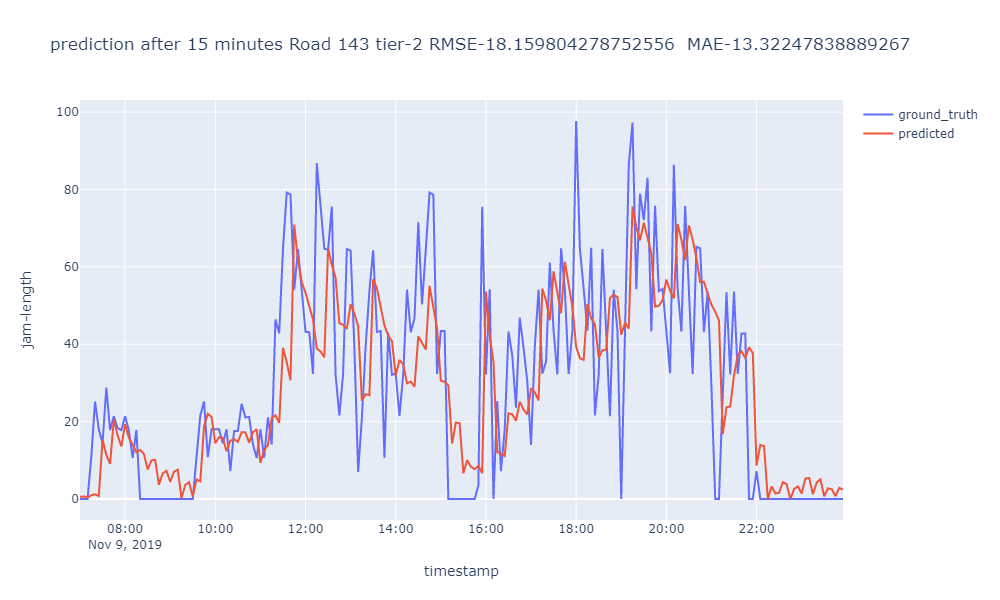 prediction after 15 minutes Road 143 tier-2 RMSE-18.159804278752556 MAE-13.32247838889267
ground_truth
predicted
100
80
60
40
20
0
jam-length
08:00 10:00 12:00 14:00 16:00 18:00 20:00 22:00
Nov 9, 2019
timestamp